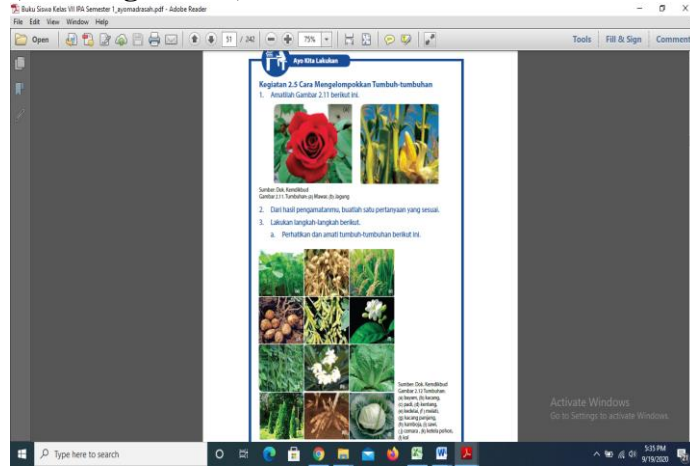 Buku Siswa Kelas VII IPA Semester 1_ayomadrasah.pdf - Adobe Reader
File Edit View Window Help
Open
51 / 242
75%
Tools
Fill & Sign
Comment
Ayo Kita Lakukan
Kegiatan 2.5 Cara Mengelompokkan Tumbuh-tumbuhan
1. Amatilah Gambar 2.11 berikut ini.
Sumber: Dok. Kemdikbud
Gambar 2.11. Tumbuhan: (a) Mawar, (b) Jagung
2. Dari hasil pengamatanmu, buatlah satu pertanyaan yang sesuai.
3. Lakukan langkah-langkah berikut.
a. Perhatikan dan amati tumbuh-tumbuhan berikut ini.
Sumber: Dok. Kemdikbud
Gambar 2.12 Tumbuhan:
(a) bayam, (b) kacang,
(c) padi, (d) kentang,
(e) kedelai, (f) melati,
(g) kacang panjang,
(h) kamboja, (i) sawi,
(j) cemara, (k) ketela pohon,
(l) kol
Activate Windows
Go to Settings to activate Windows.
Type here to search
5:35 PM
9/19/2020